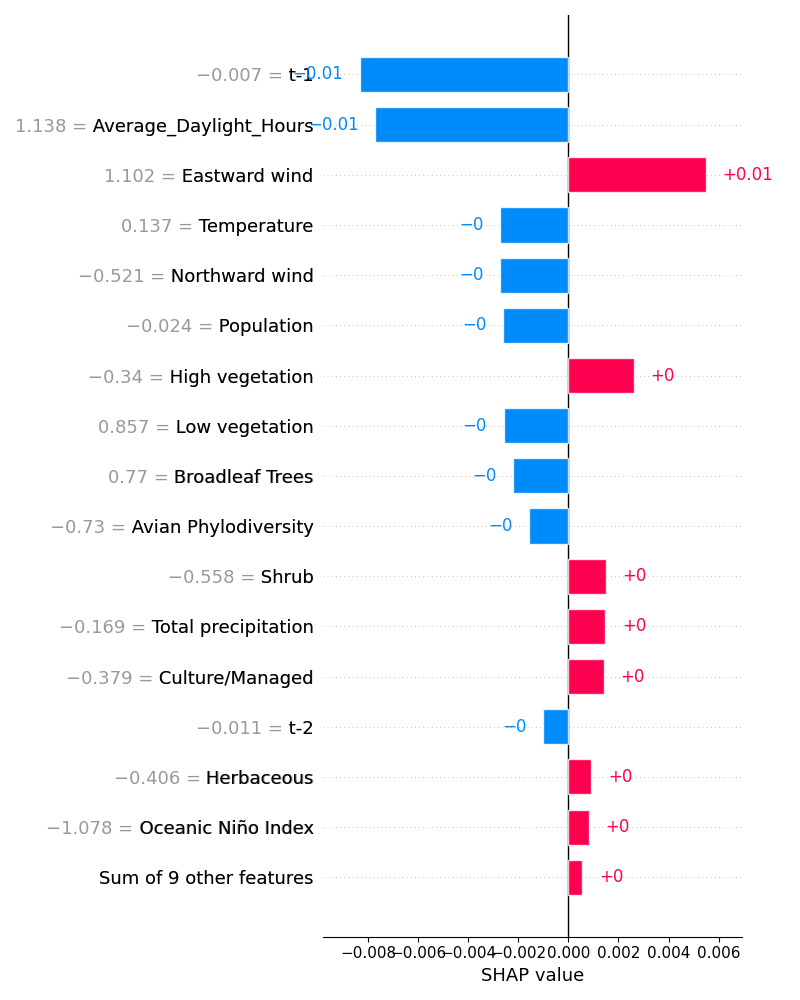 −0.007 = t-1 −0.01
1.138 = Average_Daylight_Hours −0.01
1.102 = Eastward wind +0.01
0.137 = Temperature −0
−0.521 = Northward wind −0
−0.024 = Population −0
−0.34 = High vegetation +0
0.857 = Low vegetation −0
0.77 = Broadleaf Trees −0
−0.73 = Avian Phylodiversity −0
−0.558 = Shrub +0
−0.169 = Total precipitation +0
−0.379 = Culture/Managed +0
−0.011 = t-2 −0
−0.406 = Herbaceous +0
−1.078 = Oceanic Niño Index +0
Sum of 9 other features +0
−0.008 −0.006 −0.004 −0.002 0.000 0.002 0.004 0.006
SHAP value